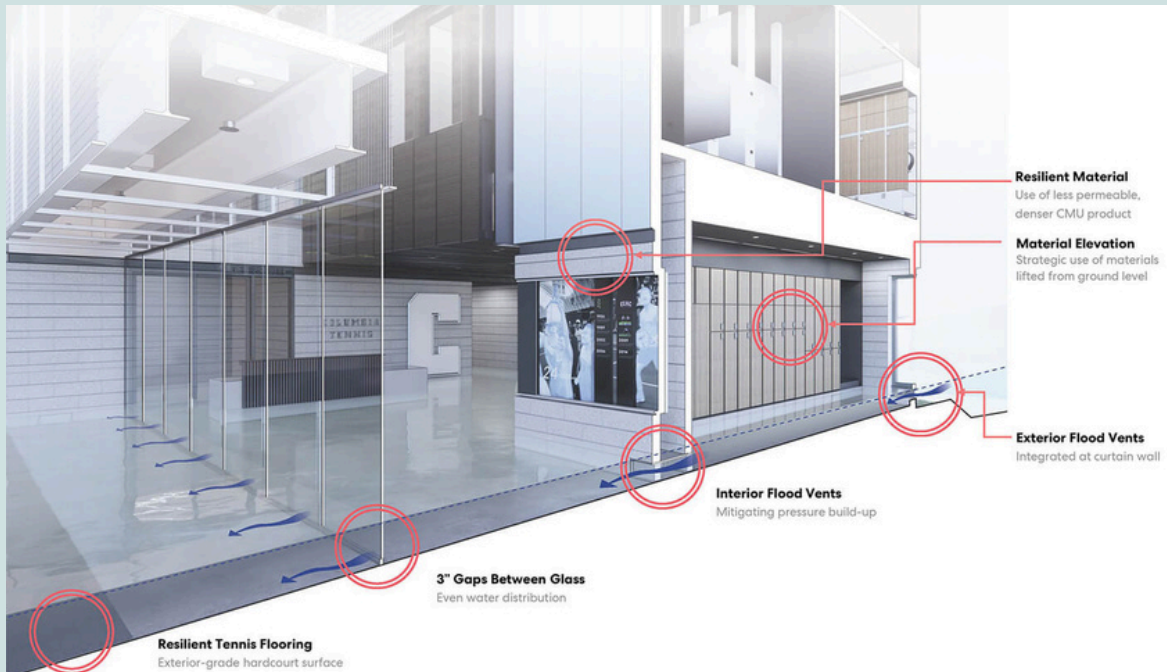 Resilient Material
Use of less permeable,
denser CMU product
Material Elevation
Strategic use of materials
lifted from ground level
COLUMBIA
TENNIS
C
Exterior Flood Vents
Integrated at curtain wall
Interior Flood Vents
Mitigating pressure build-up
3" Gaps Between Glass
Even water distribution
Resilient Tennis Flooring
Exterior-grade hardcourt surface